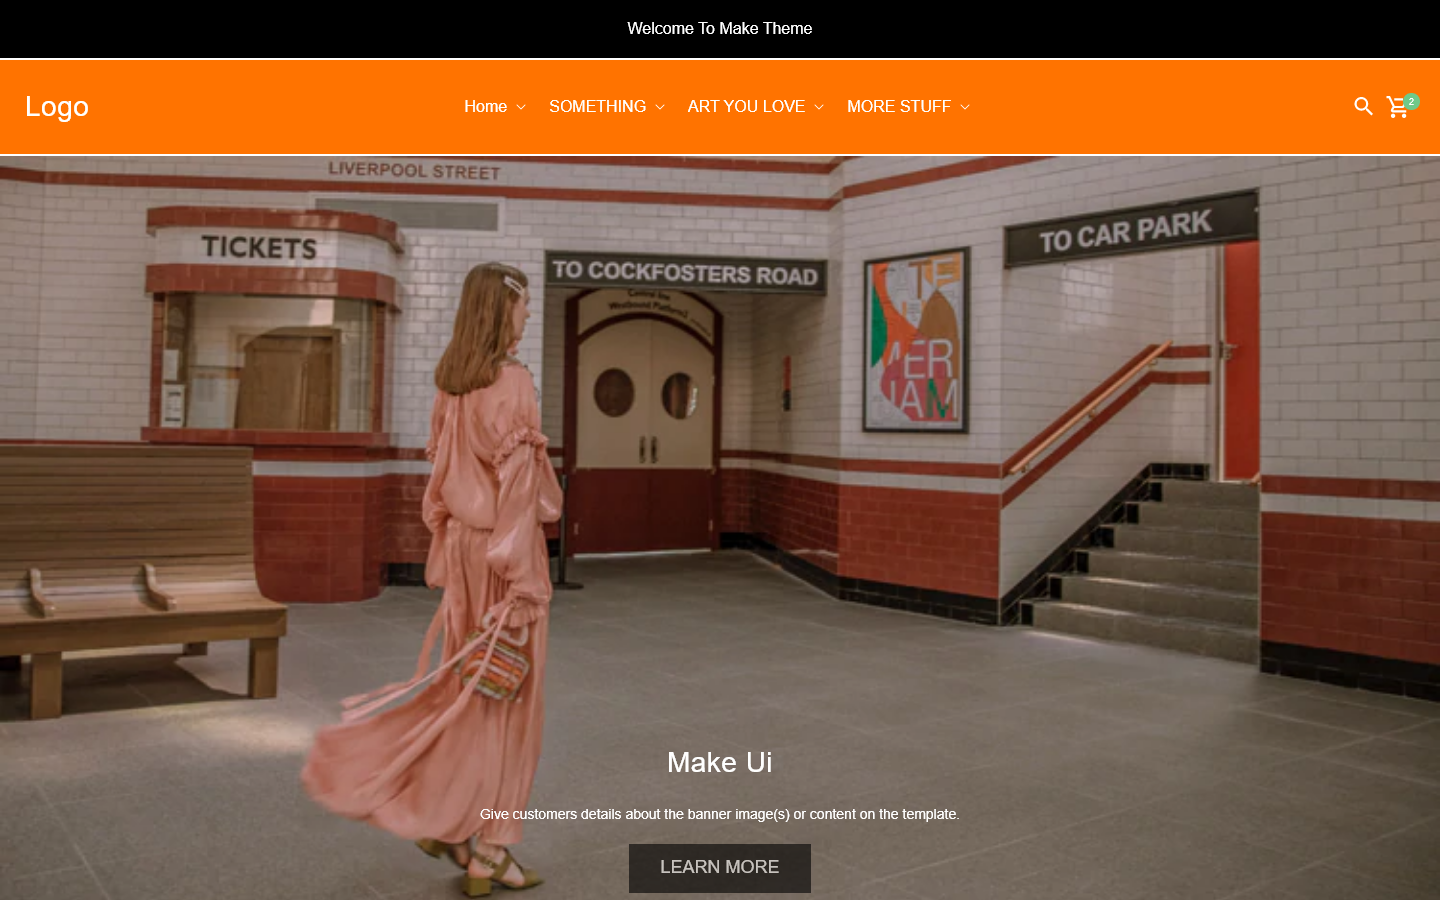 Welcome To Make Theme
Logo
Home
SOMETHING
ART YOU LOVE
MORE STUFF
2
LIVERPOOL STREET
TICKETS
TO COCKFOSTERS ROAD
TO CAR PARK
Make Ui
Give customers details about the banner image(s) or content on the template.
LEARN MORE